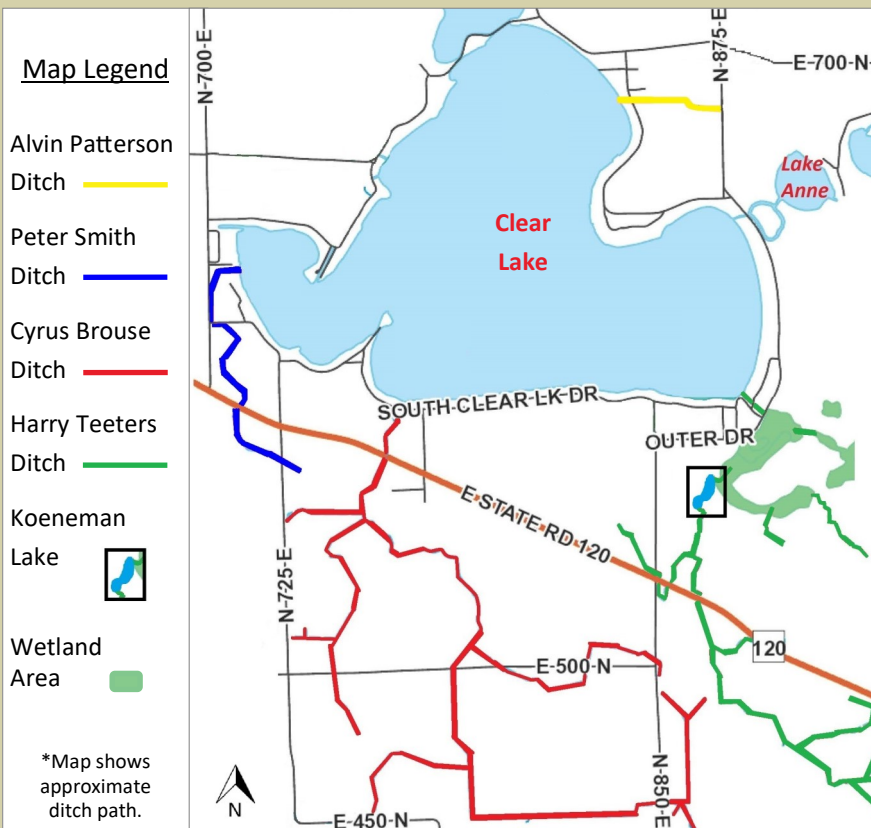 Map Legend
Alvin Patterson
Ditch
Peter Smith
Ditch
Cyrus Brouse
Ditch
Harry Teeters
Ditch
Koeneman
Lake
Wetland
Area
*Map shows
approximate
ditch path.
N
N-700-E
N-875-E
E-700-N
Lake
Anne
Clear
Lake
SOUTH CLEAR LK DR
OUTER DR
E STATE RD 120
N-725-E
120
E-500-N
N-850-E
E-450-N